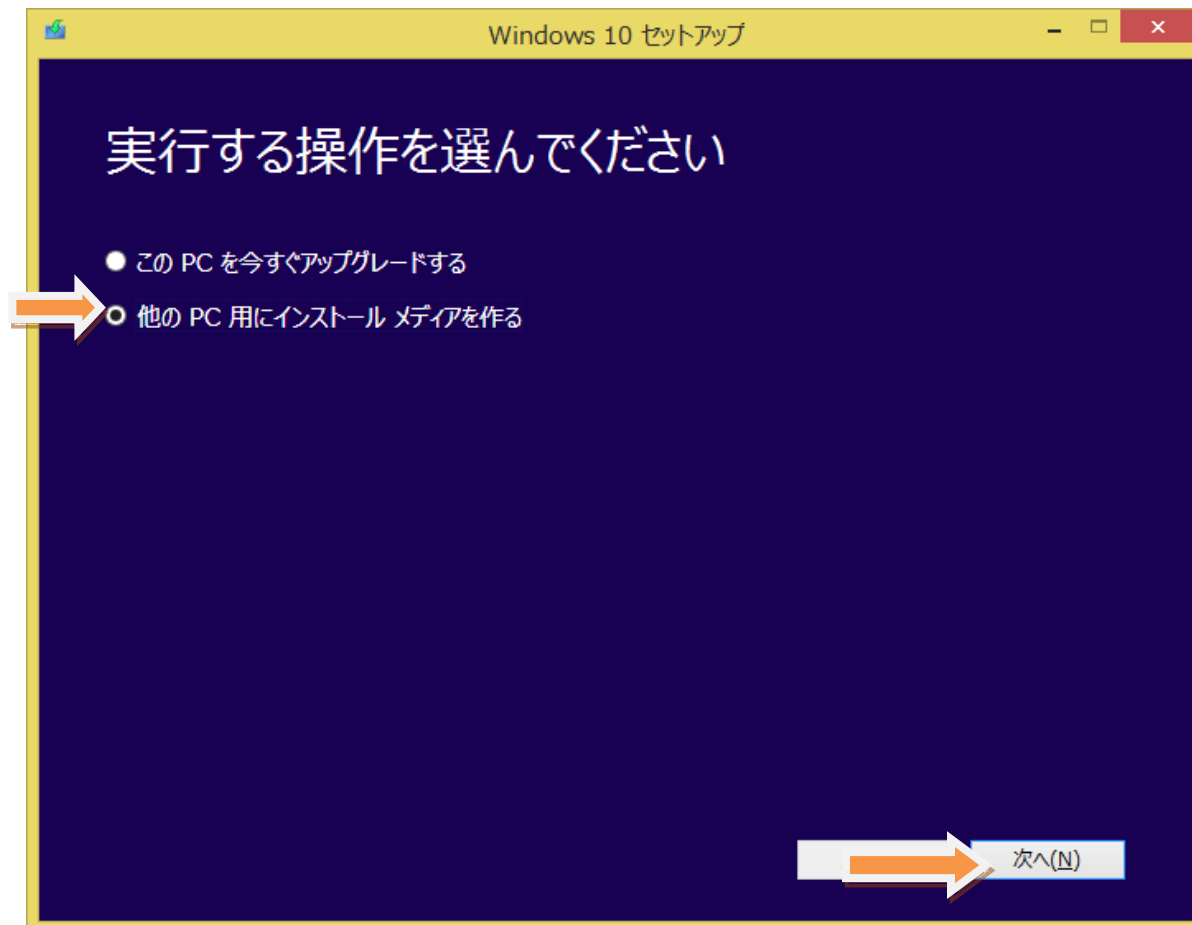 Windows 10 セットアップ
実行する操作を選んでください
この PC を今すぐアップグレードする
他の PC 用にインストール メディアを作る
次へ(N)